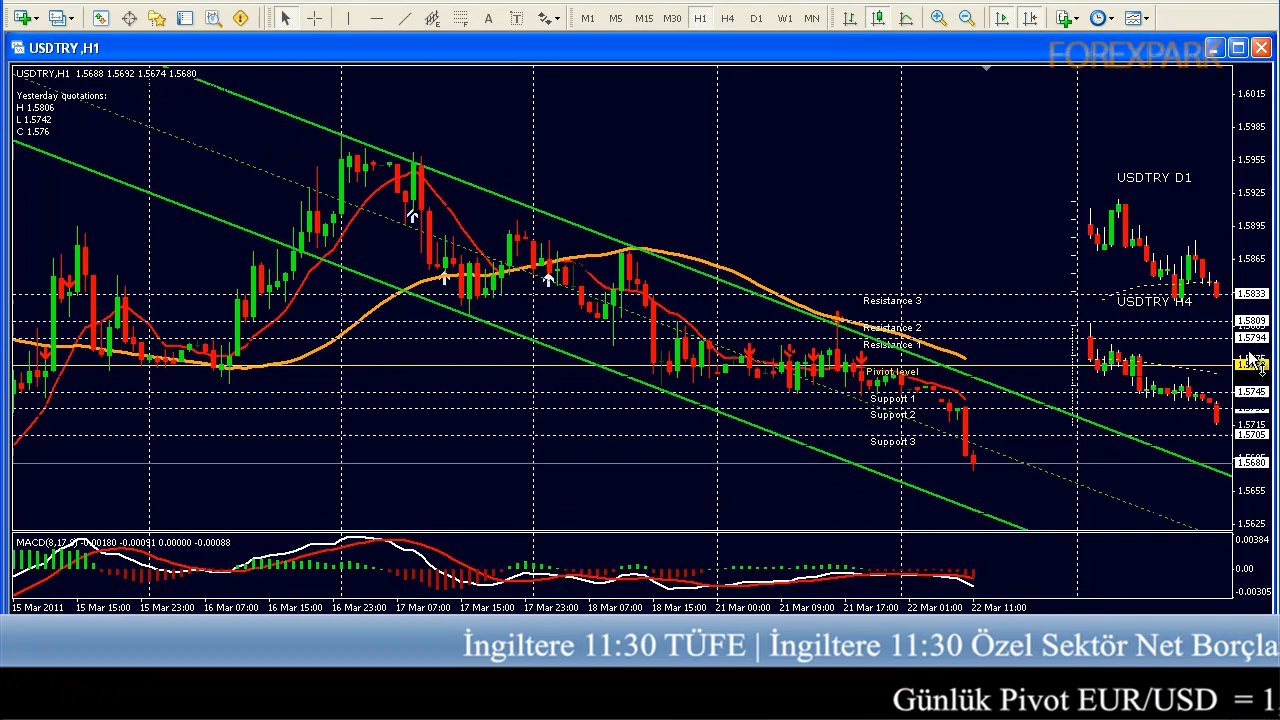 M1 M5 M15 M30 D1 W1 MN
USDTRY,H1
FOREXPARK
USDTRY,H1 1.5688 1.5692 1.5674 1.5680
Yesterday quotations:
H 1.5806
L 1.5742
C 1.576
1.6015
1.5985
1.5955
1.5925
USDTRY D1
1.5895
1.5865
1.5833
USDTRY H4
Resistance 3
1.5809
Resistance 2
1.5794
Resistance 1
Piviot level
1.5745
Support 1
Support 2
1.5715
1.5705
Support 3
1.5680
1.5655
1.5625
0.00384
0.00
-0.00305
15 Mar 2011 15 Mar 15:00 15 Mar 23:00 16 Mar 07:00 16 Mar 15:00 16 Mar 23:00 17 Mar 07:00 17 Mar 15:00 17 Mar 23:00 18 Mar 07:00 18 Mar 15:00 21 Mar 00:00 21 Mar 09:00 21 Mar 17:00 22 Mar 01:00 22 Mar 11:00
İngiltere 11:30 TÜFE | İngiltere 11:30 Özel Sektör Net Borçla
Günlük Pivot EUR/USD = 1,